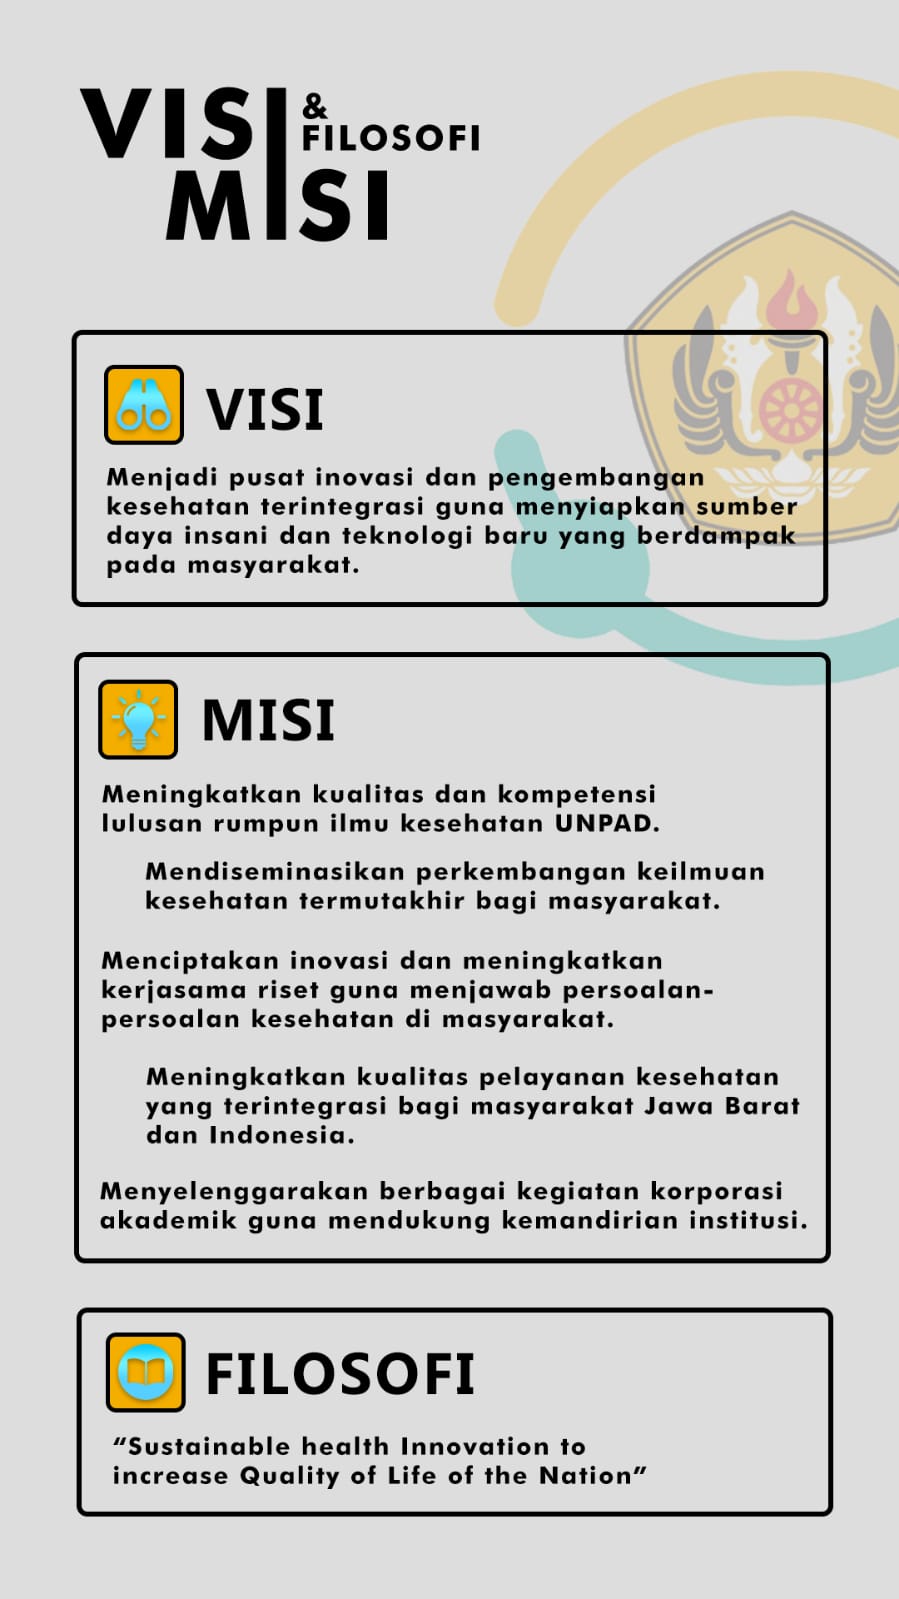 VISI
&
FILOSOFI
MISI
VISI
Menjadi pusat inovasi dan pengembangan
kesehatan terintegrasi guna menyiapkan sumber
daya insani dan teknologi baru yang berdampak
pada masyarakat.
MISI
Meningkatkan kualitas dan kompetensi
lulusan rumpun ilmu kesehatan UNPAD.
Mendiseminasikan perkembangan keilmuan
kesehatan termutakhir bagi masyarakat.
Menciptakan inovasi dan meningkatkan
kerjasama riset guna menjawab persoalan-
persoalan kesehatan di masyarakat.
Meningkatkan kualitas pelayanan kesehatan
yang terintegrasi bagi masyarakat Jawa Barat
dan Indonesia.
Menyelenggarakan berbagai kegiatan korporasi
akademik guna mendukung kemandirian institusi.
FILOSOFI
“Sustainable health Innovation to
increase Quality of Life of the Nation”